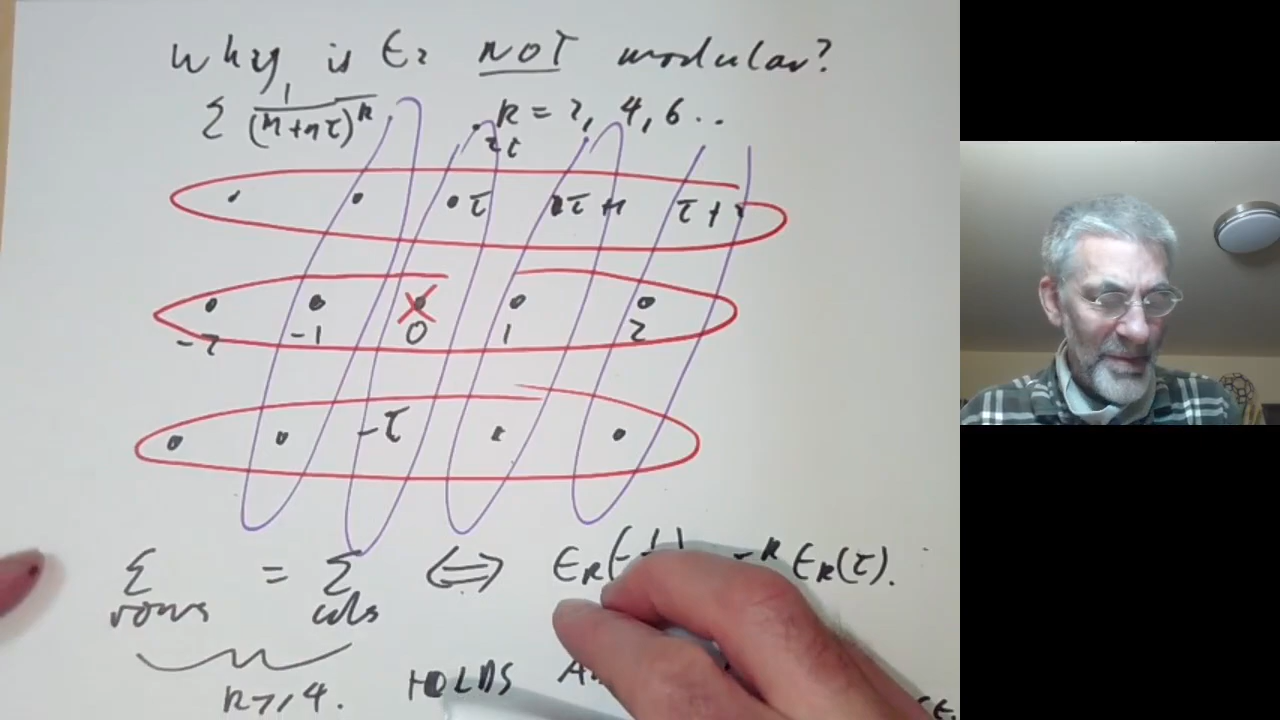 Why is E₂ NOT modular?
Σ 1/(m+nτ)^k k = 2, 4, 6 ..
2τ
τ τ+1 τ+2
-2 -1 0 1 2
-τ
Σ rows = Σ cols ⟺ E_k(-1 τ^k E_k(τ).
k ≥ 4. HOLDS A